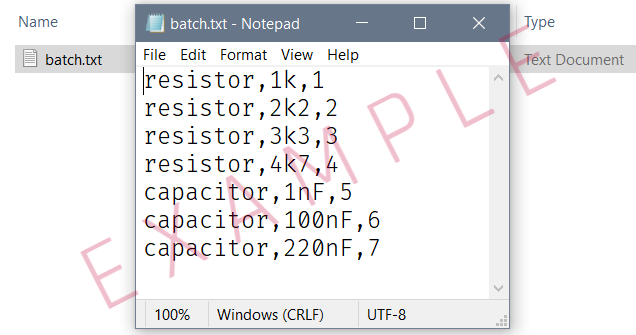 Name
Type
batch.txt
Text Document
batch.txt - Notepad
File Edit Format View Help
resistor,1k,1
resistor,2k2,2
resistor,3k3,3
resistor,4k7,4
capacitor,1nF,5
capacitor,100nF,6
capacitor,220nF,7
100%
Windows (CRLF)
UTF-8
EXAMPLE